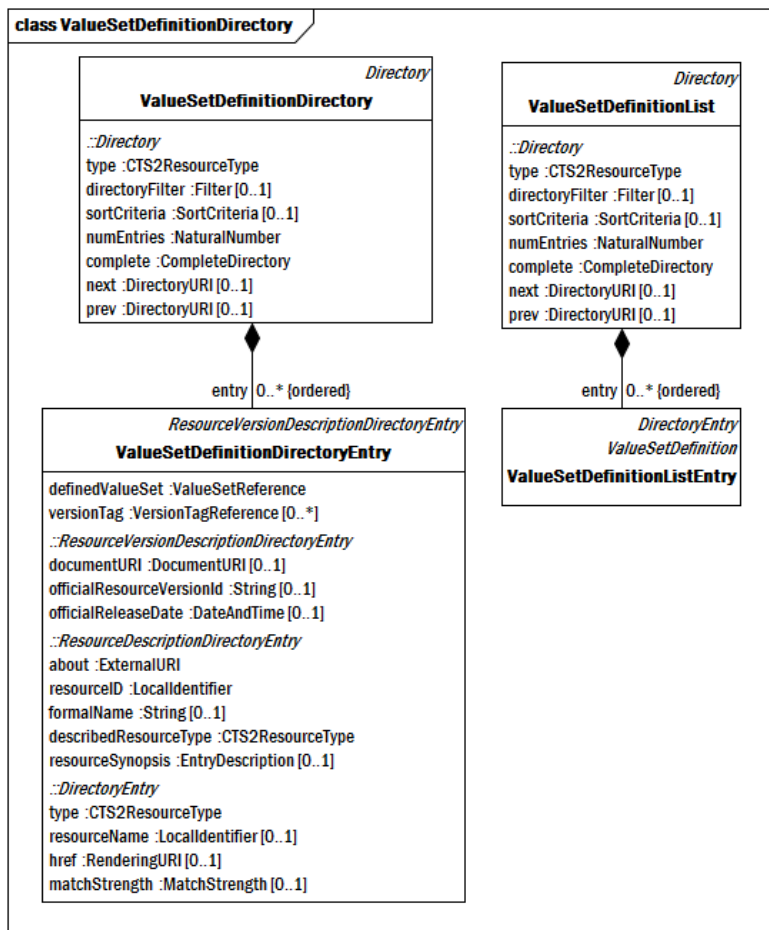 class ValueSetDefinitionDirectory
Directory
ValueSetDefinitionDirectory
::Directory
type :CTS2ResourceType
directoryFilter :Filter [0..1]
sortCriteria :SortCriteria [0..1]
numEntries :NaturalNumber
complete :CompleteDirectory
next :DirectoryURI [0..1]
prev :DirectoryURI [0..1]
entry 0..* {ordered}
ResourceVersionDescriptionDirectoryEntry
ValueSetDefinitionDirectoryEntry
definedValueSet :ValueSetReference
versionTag :VersionTagReference [0..*]
::ResourceVersionDescriptionDirectoryEntry
documentURI :DocumentURI [0..1]
officialResourceVersionId :String [0..1]
officialReleaseDate :DateAndTime [0..1]
::ResourceDescriptionDirectoryEntry
about :ExternalURI
resourceID :LocalIdentifier
formalName :String [0..1]
describedResourceType :CTS2ResourceType
resourceSynopsis :EntryDescription [0..1]
::DirectoryEntry
type :CTS2ResourceType
resourceName :LocalIdentifier [0..1]
href :RenderingURI [0..1]
matchStrength :MatchStrength [0..1]
Directory
ValueSetDefinitionList
::Directory
type :CTS2ResourceType
directoryFilter :Filter [0..1]
sortCriteria :SortCriteria [0..1]
numEntries :NaturalNumber
complete :CompleteDirectory
next :DirectoryURI [0..1]
prev :DirectoryURI [0..1]
entry 0..* {ordered}
DirectoryEntry
ValueSetDefinition
ValueSetDefinitionListEntry